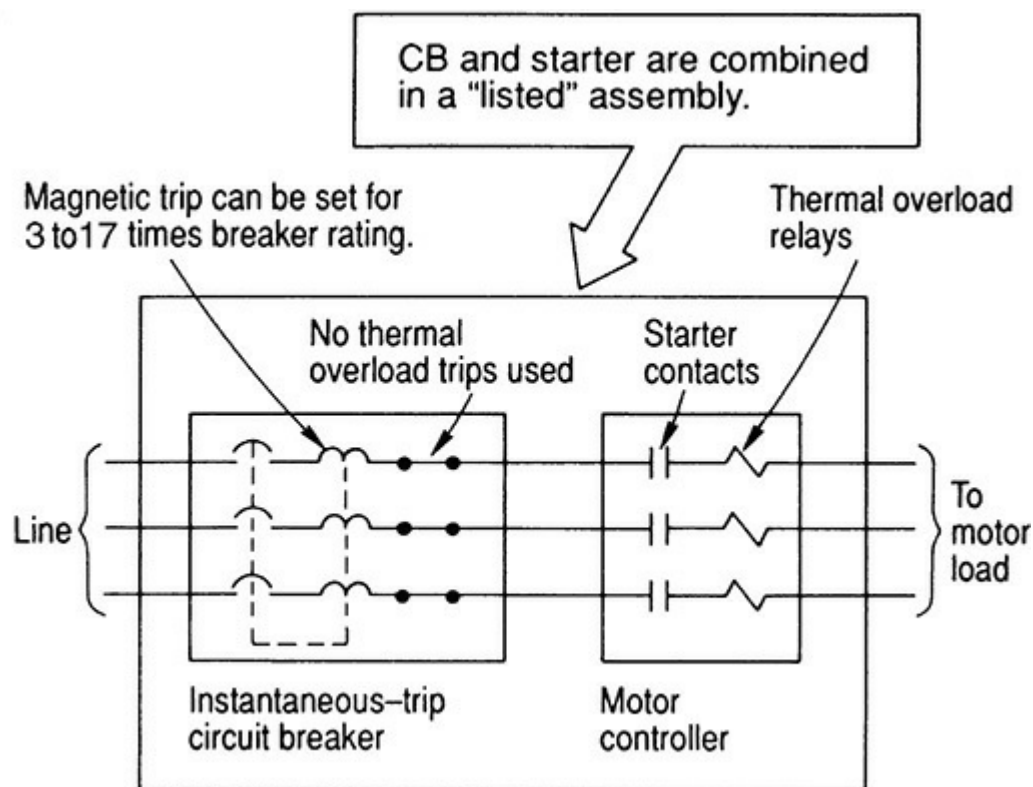 CB and starter are combined
in a “listed” assembly.
Magnetic trip can be set for
3 to17 times breaker rating.
Thermal overload
relays
No thermal
overload trips used
Starter
contacts
Line
To
motor
load
Instantaneous–trip
circuit breaker
Motor
controller